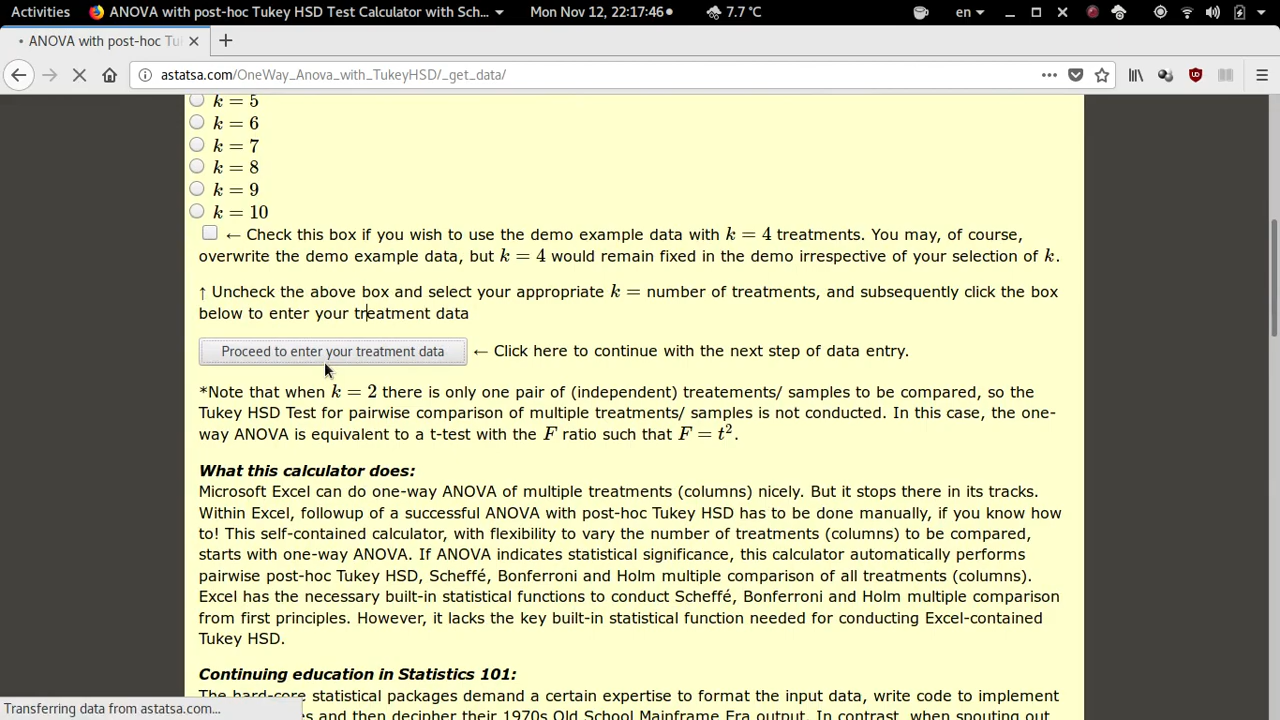 Activities ANOVA with post-hoc Tukey HSD Test Calculator with Sch... Mon Nov 12, 22:17:46 7.7 °C en
ANOVA with post-hoc Tu
astatsa.com/OneWay_Anova_with_TukeyHSD/_get_data/
k = 5
k = 6
k = 7
k = 8
k = 9
k = 10
← Check this box if you wish to use the demo example data with k = 4 treatments. You may, of course,
overwrite the demo example data, but k = 4 would remain fixed in the demo irrespective of your selection of k.
↑ Uncheck the above box and select your appropriate k = number of treatments, and subsequently click the box
below to enter your treatment data
Proceed to enter your treatment data ← Click here to continue with the next step of data entry.
*Note that when k = 2 there is only one pair of (independent) treatements/ samples to be compared, so the
Tukey HSD Test for pairwise comparison of multiple treatments/ samples is not conducted. In this case, the one-
way ANOVA is equivalent to a t-test with the F ratio such that F = t².
What this calculator does:
Microsoft Excel can do one-way ANOVA of multiple treatments (columns) nicely. But it stops there in its tracks.
Within Excel, followup of a successful ANOVA with post-hoc Tukey HSD has to be done manually, if you know how
to! This self-contained calculator, with flexibility to vary the number of treatments (columns) to be compared,
starts with one-way ANOVA. If ANOVA indicates statistical significance, this calculator automatically performs
pairwise post-hoc Tukey HSD, Scheffé, Bonferroni and Holm multiple comparison of all treatments (columns).
Excel has the necessary built-in statistical functions to conduct Scheffé, Bonferroni and Holm multiple comparison
from first principles. However, it lacks the key built-in statistical function needed for conducting Excel-contained
Tukey HSD.
Continuing education in Statistics 101:
The hard-core statistical packages demand a certain expertise to format the input data, write code to implement
and then decipher their 1970s Old School Mainframe Era output. In contrast, when spouting out
Transferring data from astatsa.com...